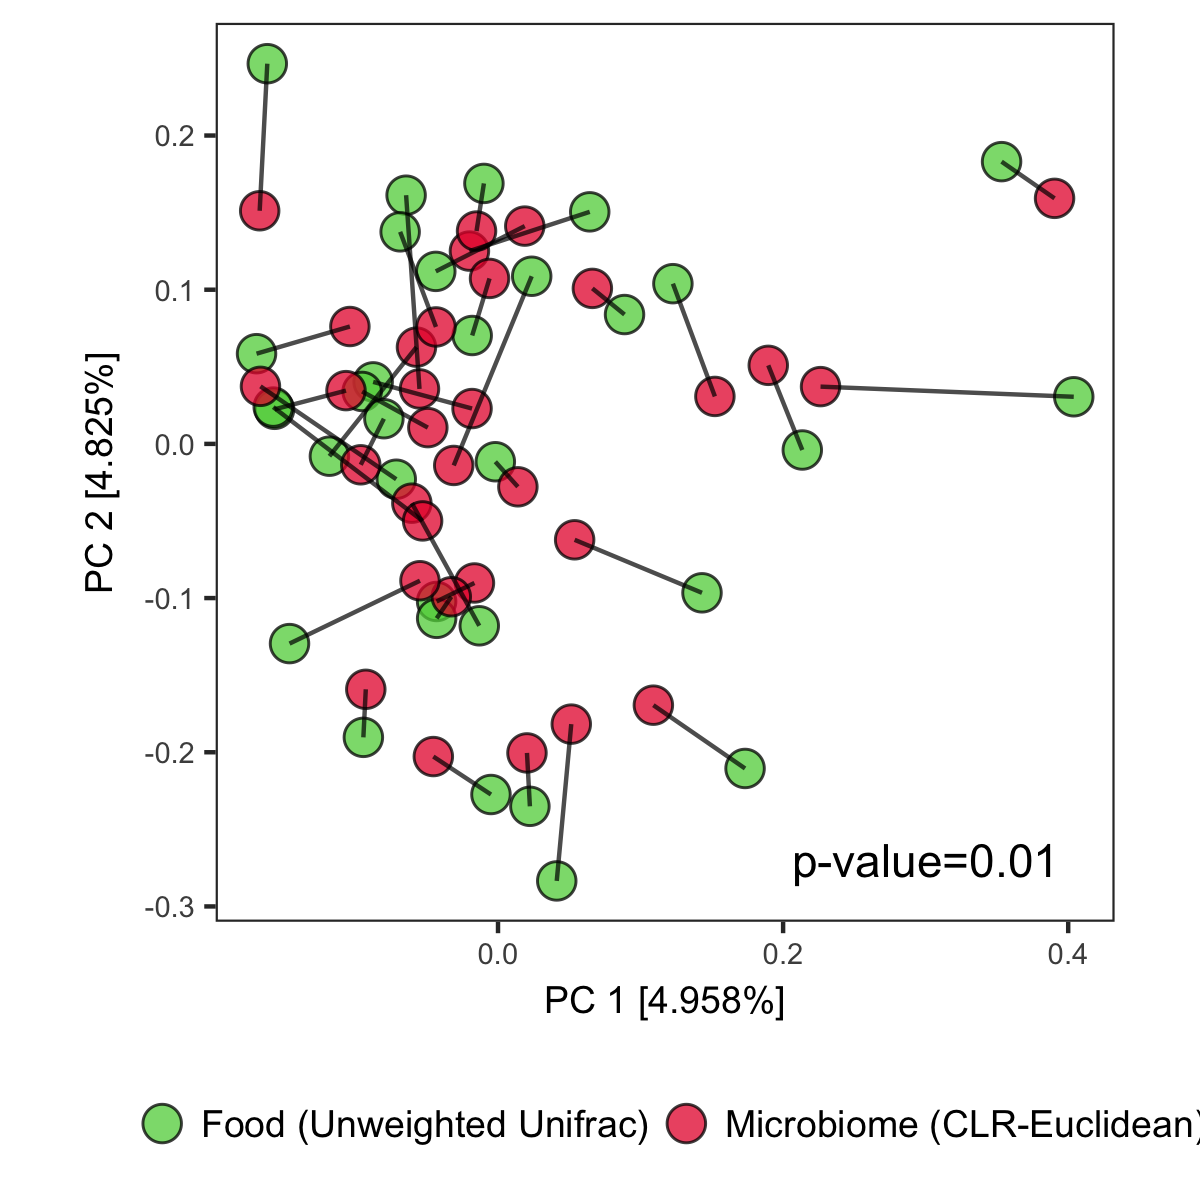 0.2
0.1
0.0
-0.1
-0.2
-0.3
PC 2 [4.825%]
p-value=0.01
0.0 0.2 0.4
PC 1 [4.958%]
Food (Unweighted Unifrac) Microbiome (CLR-Euclidean)